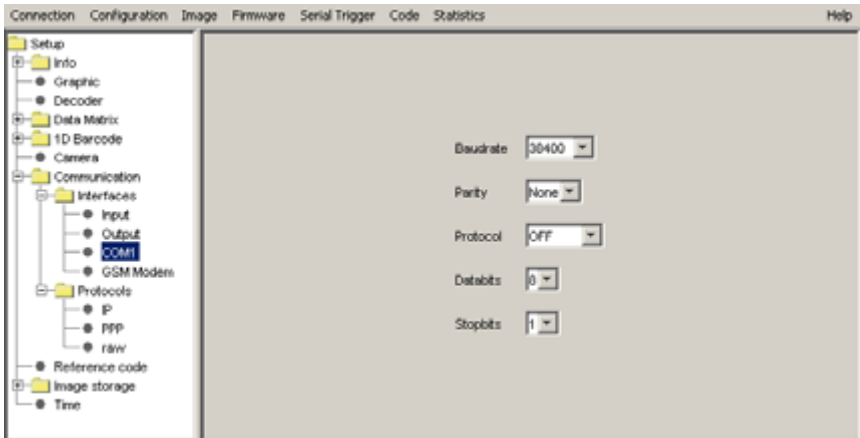 Connection Configuration Image Firmware Serial Trigger Code Statistics Help
Setup
Info
Graphic
Decoder
Data Matrix
1D Barcode
Camera
Communication
Interfaces
Input
Output
COM1
GSM Modem
Protocols
IP
PPP
raw
Reference code
Image storage
Time
Baudrate 38400
Parity None
Protocol OFF
Databits 8
Stopbits 1